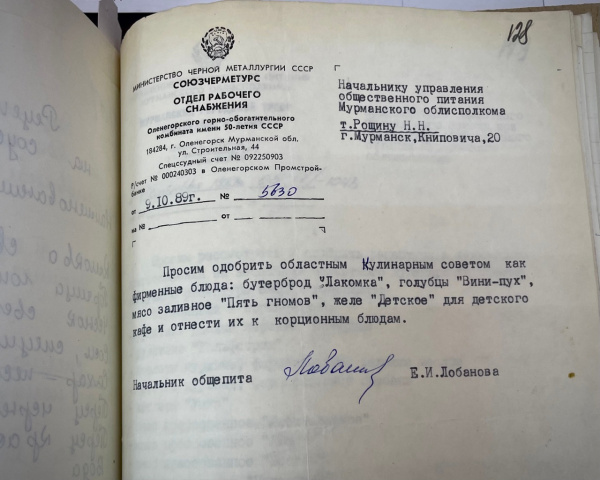 128
МИНИСТЕРСТВО ЧЕРНОЙ МЕТАЛЛУРГИИ СССР
СОЮЗЧЕРМЕТУРС
ОТДЕЛ РАБОЧЕГО
СНАБЖЕНИЯ
Оленегорского горно-обогатительного
комбината имени 50-летия СССР
184284, г. Оленегорск Мурманской обл.
ул. Строительная, 44
Спецссудный счет № 092250903
Р/счет № 000240303 в Оленегорском Промстрой-
банке
от 9.10.89г. № 5630
на № от
Начальнику управления
общественного питания
Мурманского облисполкома
т.Рощину Н.Н.
г.Мурманск,Книповича,20
Просим одобрить областным Кулинарным советом как
фирменные блюда: бутерброд "Лакомка", голубцы "Вини-пух",
мясо заливное "Пять гномов", желе "Детское" для детского
кафе и отнести их к корционным блюдам.
Начальник общепита Е.И.Лобанова